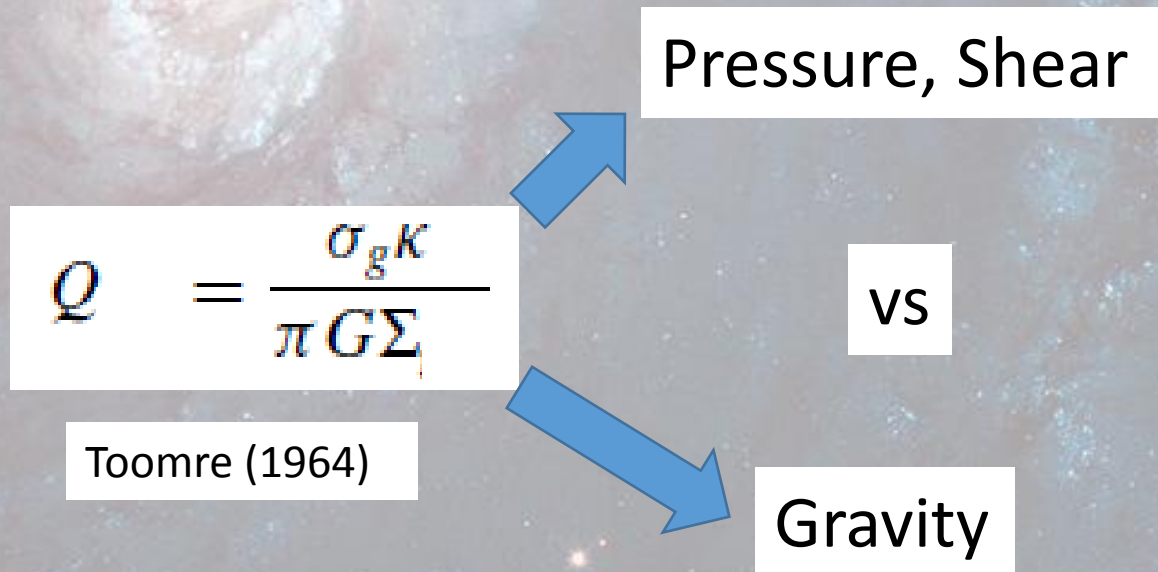 Pressure, Shear
Q = σgκ / πGΣ
vs
Toomre (1964)
Gravity